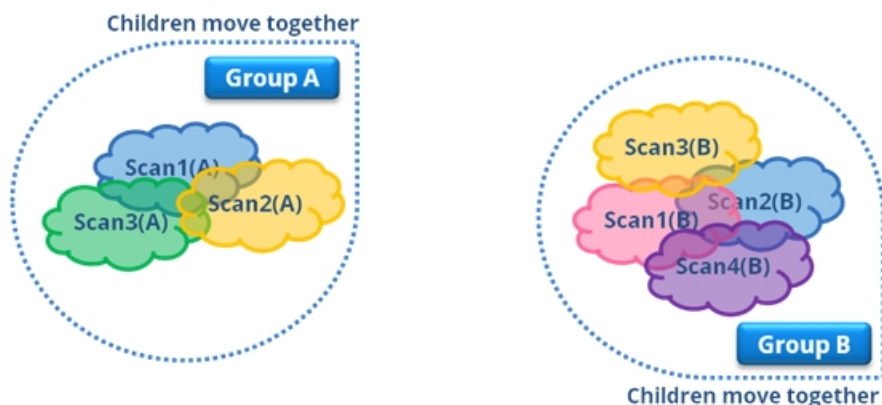 Children move together
Group A
Scan1(A)
Scan2(A)
Scan3(A)
Scan3(B)
Scan2(B)
Scan1(B)
Scan4(B)
Group B
Children move together